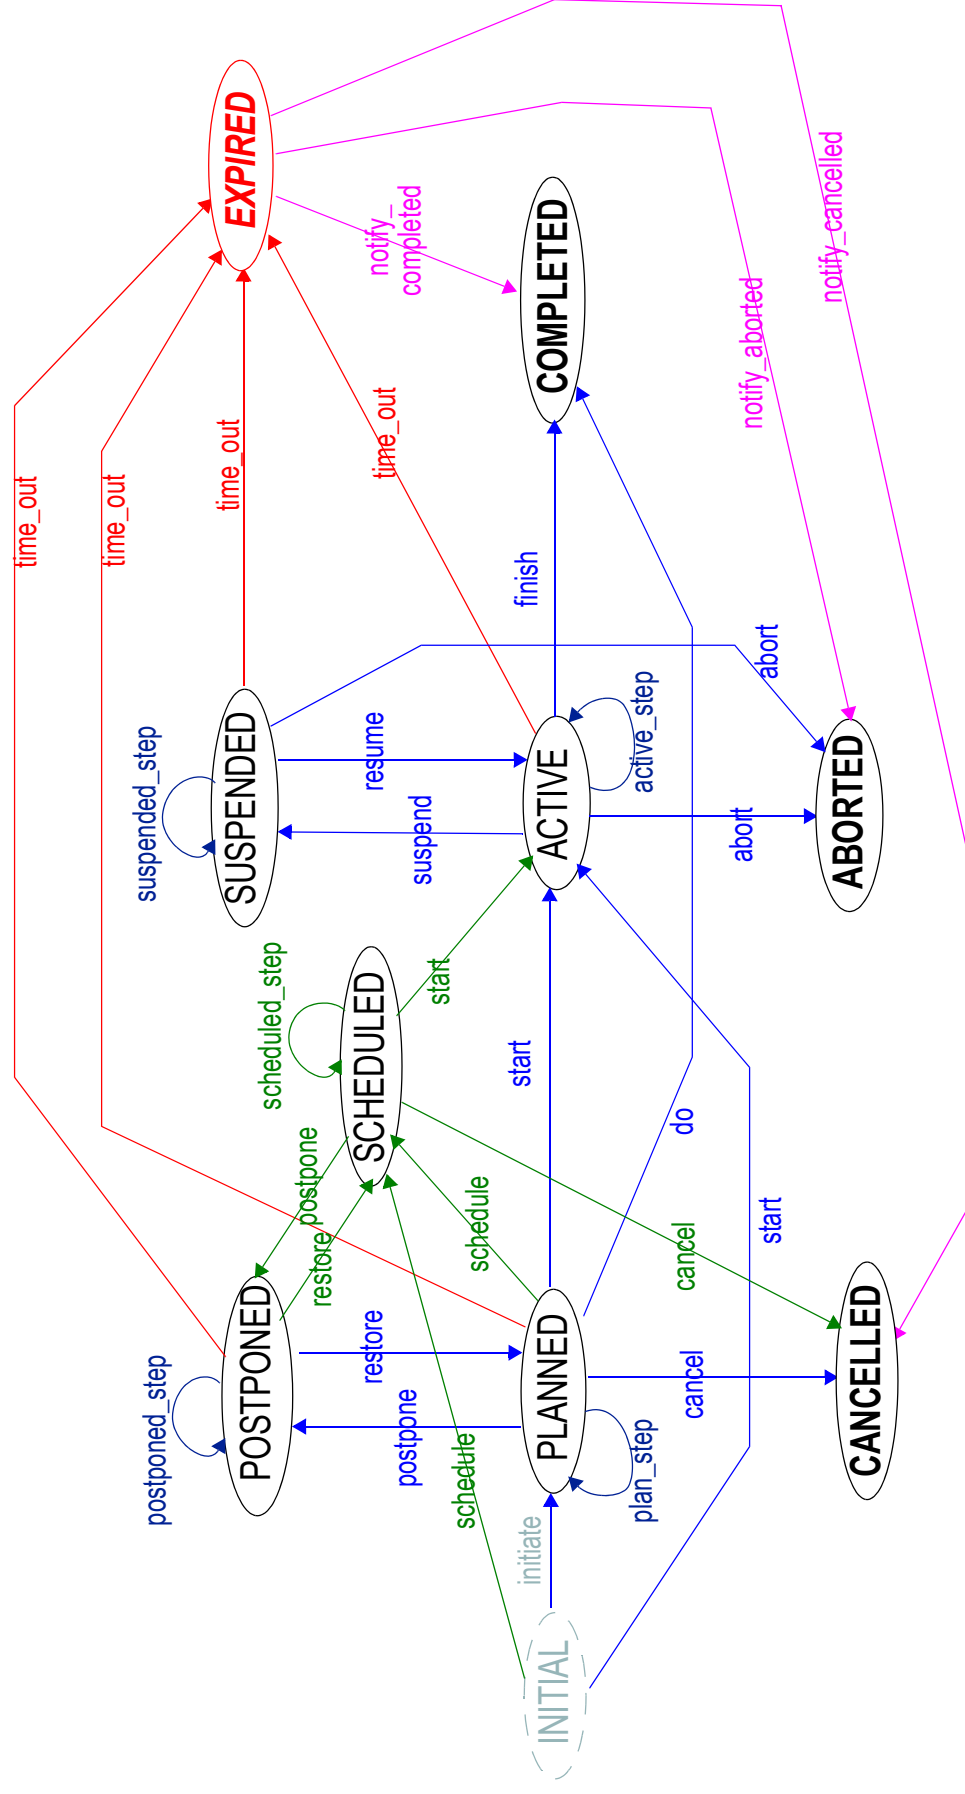 time_out
time_out
time_out
time_out
EXPIRED
notify_
completed
notify_cancelled
notify_aborted
suspended_step
SUSPENDED
resume
suspend
abort
finish
COMPLETED
active_step
ACTIVE
abort
ABORTED
scheduled_step
SCHEDULED
start
start
do
start
postpone
restore
schedule
cancel
postponed_step
POSTPONED
restore
postpone
schedule
PLANNED
plan_step
cancel
CANCELLED
initiate
INITIAL